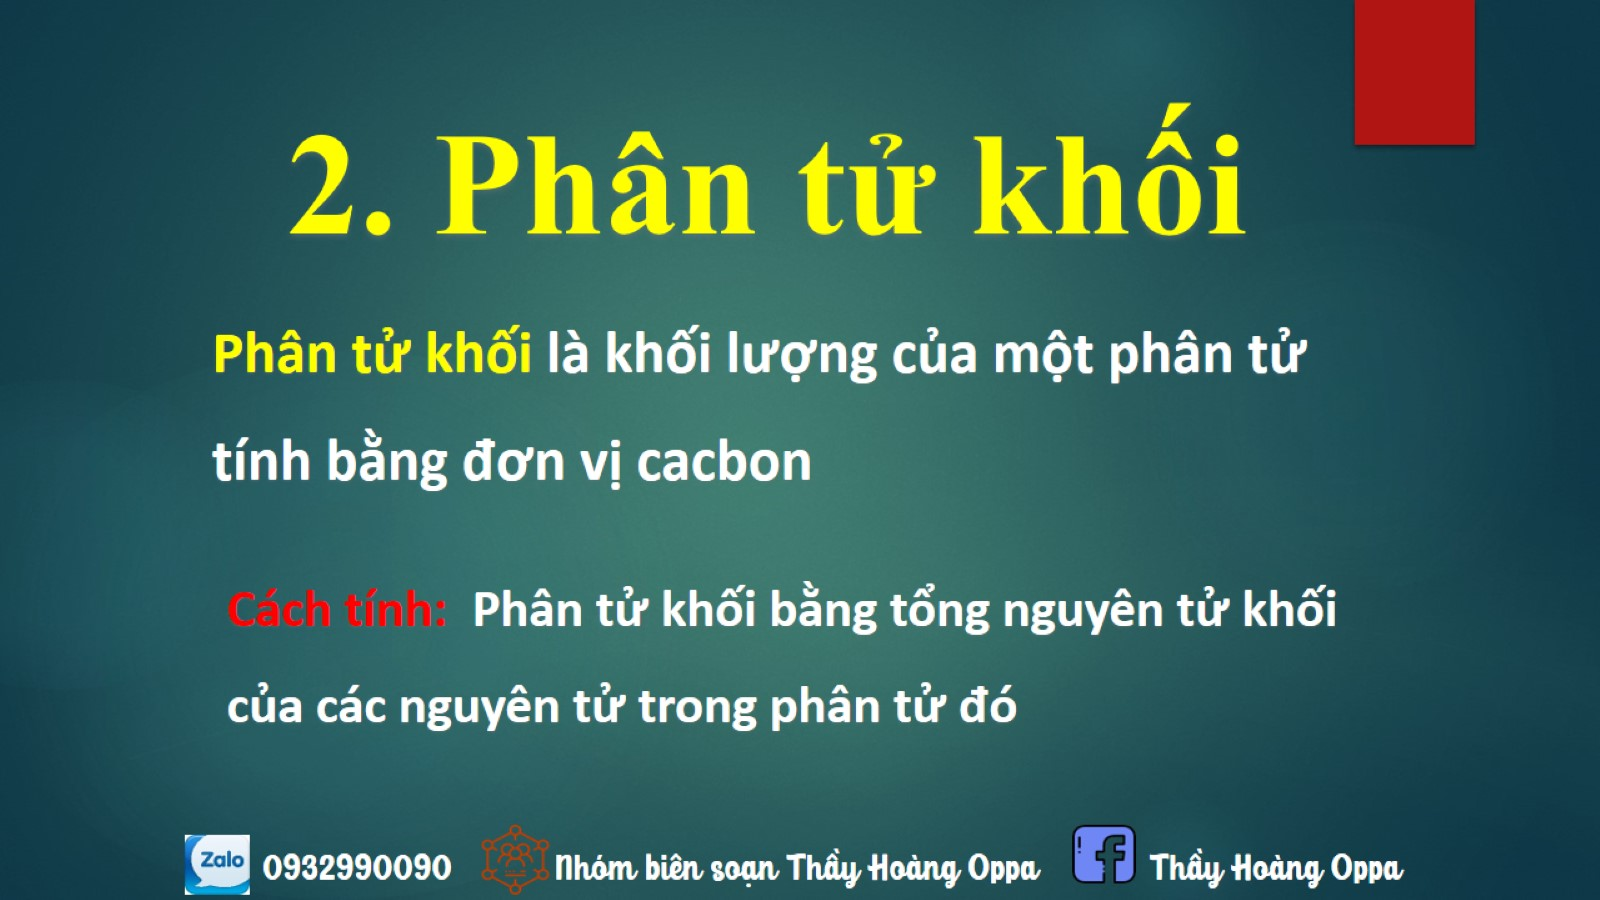 2. Phân tử khối
Phân tử khối là khối lượng của một phân tử
tính bằng đơn vị cacbon
Cách tính: Phân tử khối bằng tổng nguyên tử khối
của các nguyên tử trong phân tử đó
Zalo 0932990090 Nhóm biên soạn Thầy Hoàng Oppa Thầy Hoàng Oppa